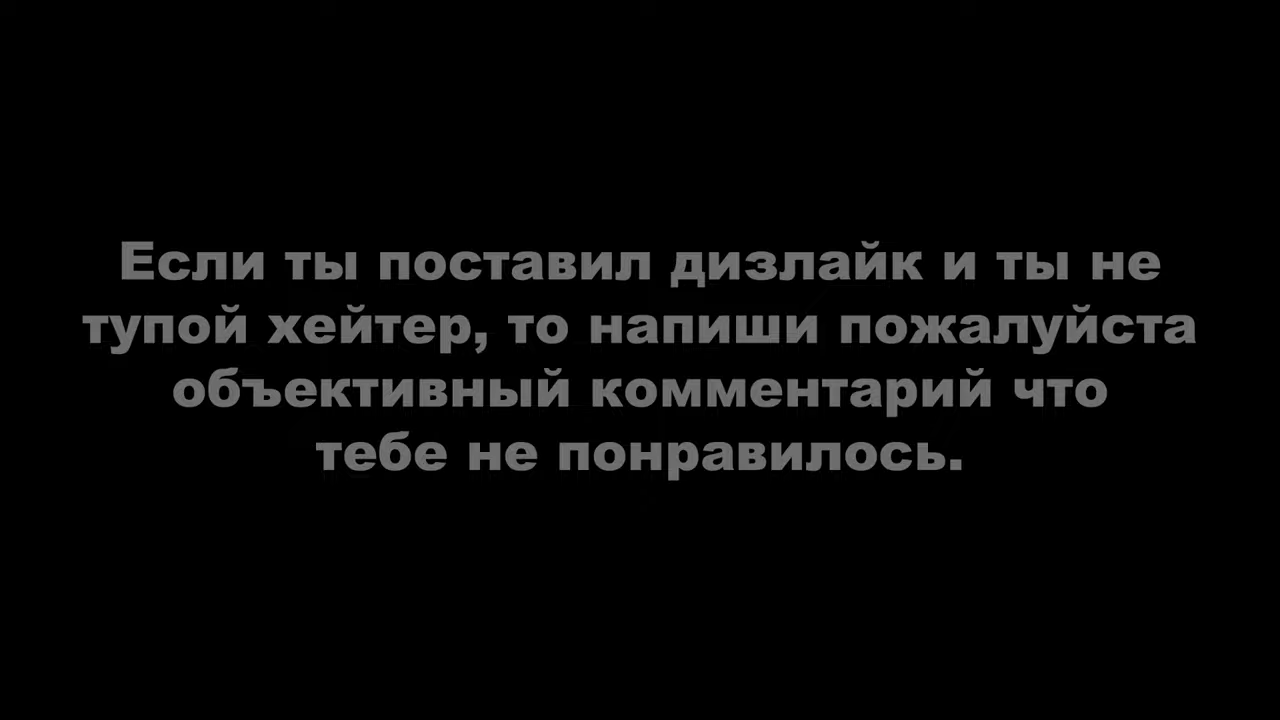 Если ты поставил дизлайк и ты не
тупой хейтер, то напиши пожалуйста
объективный комментарий что
тебе не понравилось.